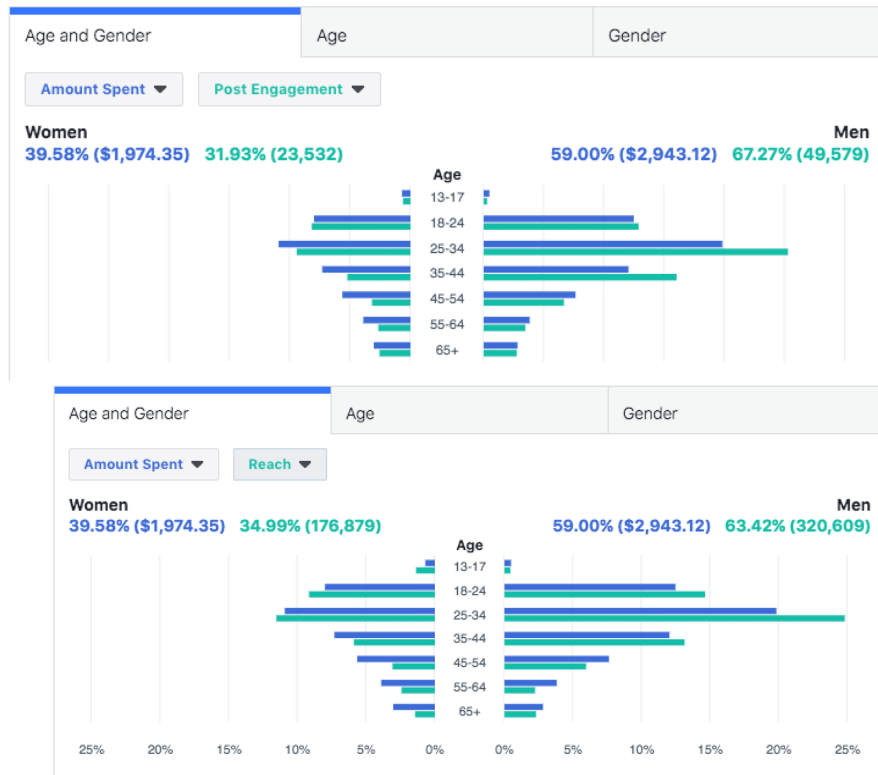 Age and Gender Age Gender
Amount Spent Post Engagement
Women Men
39.58% ($1,974.35) 31.93% (23,532) 59.00% ($2,943.12) 67.27% (49,579)
Age
13-17
18-24
25-34
35-44
45-54
55-64
65+
Age and Gender Age Gender
Amount Spent Reach
Women Men
39.58% ($1,974.35) 34.99% (176,879) 59.00% ($2,943.12) 63.42% (320,609)
Age
13-17
18-24
25-34
35-44
45-54
55-64
65+
25% 20% 15% 10% 5% 0% 0% 5% 10% 15% 20% 25%